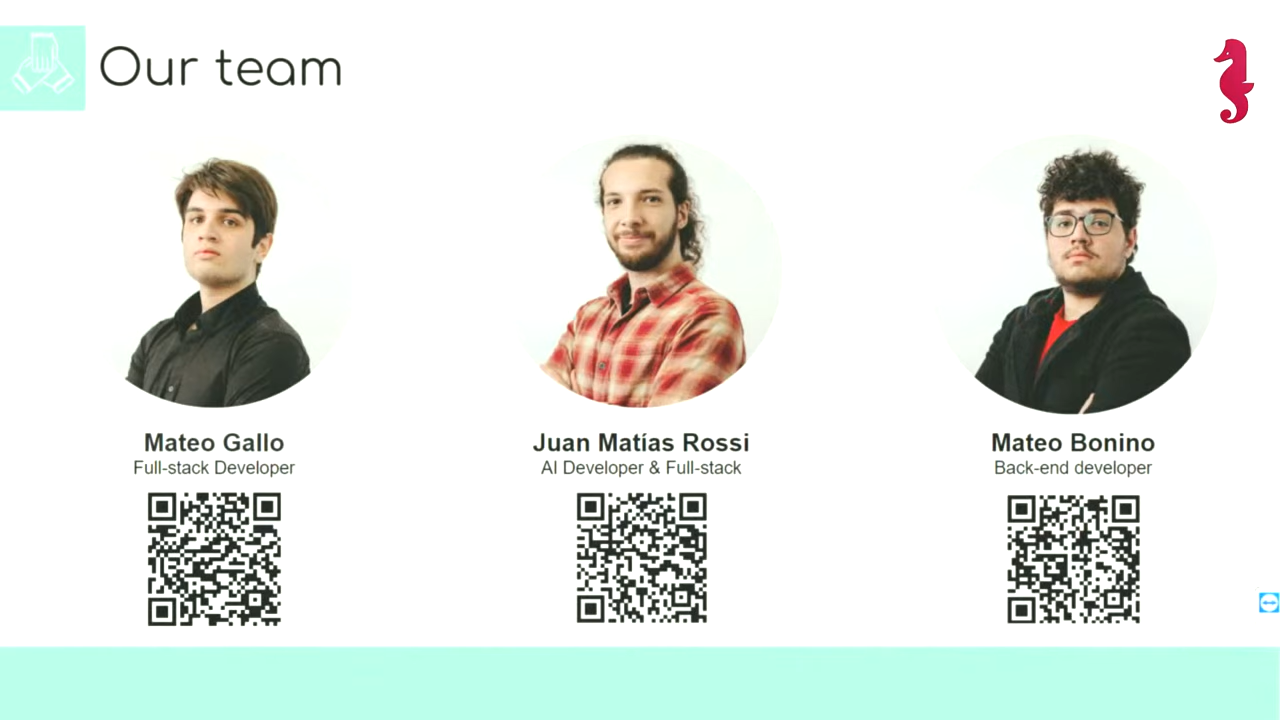 Our team
Mateo Gallo
Full-stack Developer
Juan Matías Rossi
AI Developer & Full-stack
Mateo Bonino
Back-end developer